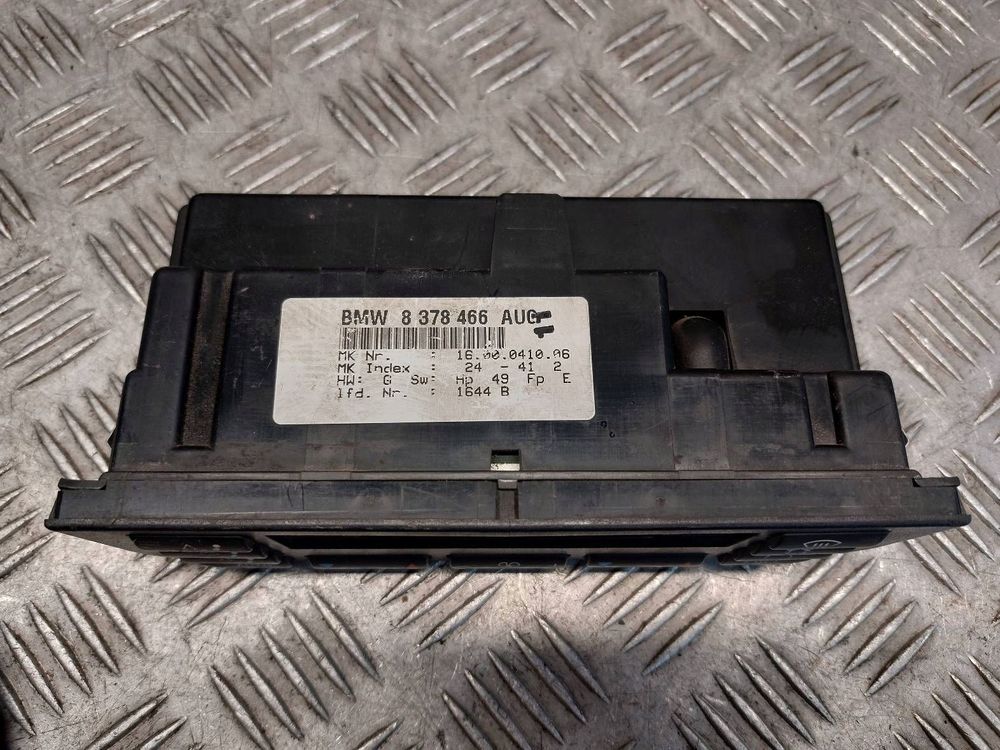 BMW 8 378 466 AUC
MK Nr. : 16.00.0410.06
MK Index : 24 - 41 2
HW: G Sw: Hp 49 Fp E
lfd. Nr. : 1644 B